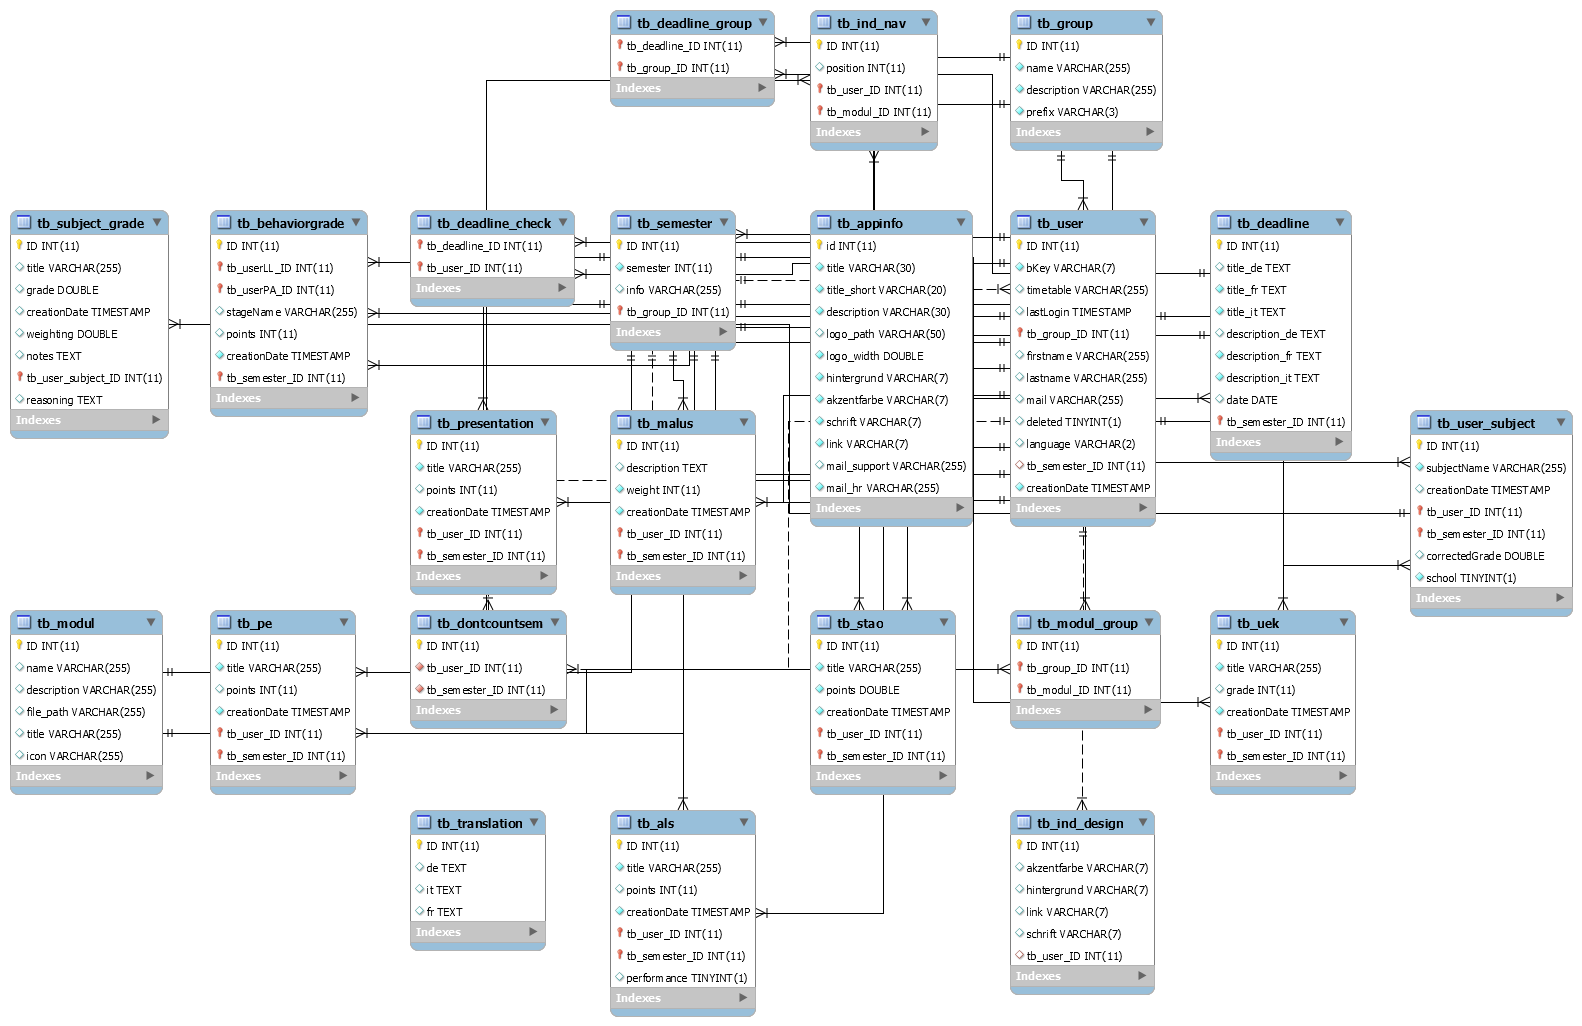 tb_deadline_group
tb_deadline_ID INT(11)
tb_group_ID INT(11)
Indexes
tb_ind_nav
ID INT(11)
position INT(11)
tb_user_ID INT(11)
tb_modul_ID INT(11)
Indexes
tb_group
ID INT(11)
name VARCHAR(255)
description VARCHAR(255)
prefix VARCHAR(3)
Indexes
tb_subject_grade
ID INT(11)
title VARCHAR(255)
grade DOUBLE
creationDate TIMESTAMP
weighting DOUBLE
notes TEXT
tb_user_subject_ID INT(11)
reasoning TEXT
Indexes
tb_behaviorgrade
ID INT(11)
tb_userLL_ID INT(11)
tb_userPA_ID INT(11)
stageName VARCHAR(255)
points INT(11)
creationDate TIMESTAMP
tb_semester_ID INT(11)
Indexes
tb_deadline_check
tb_deadline_ID INT(11)
tb_user_ID INT(11)
Indexes
tb_semester
ID INT(11)
semester INT(11)
info VARCHAR(255)
tb_group_ID INT(11)
Indexes
tb_appinfo
id INT(11)
title VARCHAR(30)
title_short VARCHAR(20)
description VARCHAR(30)
logo_path VARCHAR(50)
logo_width DOUBLE
hintergrund VARCHAR(7)
akzentfarbe VARCHAR(7)
schrift VARCHAR(7)
link VARCHAR(7)
mail_support VARCHAR(255)
mail_hr VARCHAR(255)
Indexes
tb_user
ID INT(11)
bKey VARCHAR(7)
timetable VARCHAR(255)
lastLogin TIMESTAMP
tb_group_ID INT(11)
firstname VARCHAR(255)
lastname VARCHAR(255)
mail VARCHAR(255)
deleted TINYINT(1)
language VARCHAR(2)
tb_semester_ID INT(11)
creationDate TIMESTAMP
Indexes
tb_deadline
ID INT(11)
title_de TEXT
title_fr TEXT
title_it TEXT
description_de TEXT
description_fr TEXT
description_it TEXT
date DATE
tb_semester_ID INT(11)
Indexes
tb_presentation
ID INT(11)
title VARCHAR(255)
points INT(11)
creationDate TIMESTAMP
tb_user_ID INT(11)
tb_semester_ID INT(11)
Indexes
tb_malus
ID INT(11)
description TEXT
weight INT(11)
creationDate TIMESTAMP
tb_user_ID INT(11)
tb_semester_ID INT(11)
Indexes
tb_user_subject
ID INT(11)
subjectName VARCHAR(255)
creationDate TIMESTAMP
tb_user_ID INT(11)
tb_semester_ID INT(11)
correctedGrade DOUBLE
school TINYINT(1)
Indexes
tb_modul
ID INT(11)
name VARCHAR(255)
description VARCHAR(255)
file_path VARCHAR(255)
title VARCHAR(255)
icon VARCHAR(255)
Indexes
tb_pe
ID INT(11)
title VARCHAR(255)
points INT(11)
creationDate TIMESTAMP
tb_user_ID INT(11)
tb_semester_ID INT(11)
Indexes
tb_dontcountsem
ID INT(11)
tb_user_ID INT(11)
tb_semester_ID INT(11)
Indexes
tb_stao
ID INT(11)
title VARCHAR(255)
points DOUBLE
creationDate TIMESTAMP
tb_user_ID INT(11)
tb_semester_ID INT(11)
Indexes
tb_modul_group
ID INT(11)
tb_group_ID INT(11)
tb_modul_ID INT(11)
Indexes
tb_uek
ID INT(11)
title VARCHAR(255)
grade INT(11)
creationDate TIMESTAMP
tb_user_ID INT(11)
tb_semester_ID INT(11)
Indexes
tb_translation
ID INT(11)
de TEXT
it TEXT
fr TEXT
Indexes
tb_als
ID INT(11)
title VARCHAR(255)
points INT(11)
creationDate TIMESTAMP
tb_user_ID INT(11)
tb_semester_ID INT(11)
performance TINYINT(1)
Indexes
tb_ind_design
ID INT(11)
akzentfarbe VARCHAR(7)
hintergrund VARCHAR(7)
link VARCHAR(7)
schrift VARCHAR(7)
tb_user_ID INT(11)
Indexes